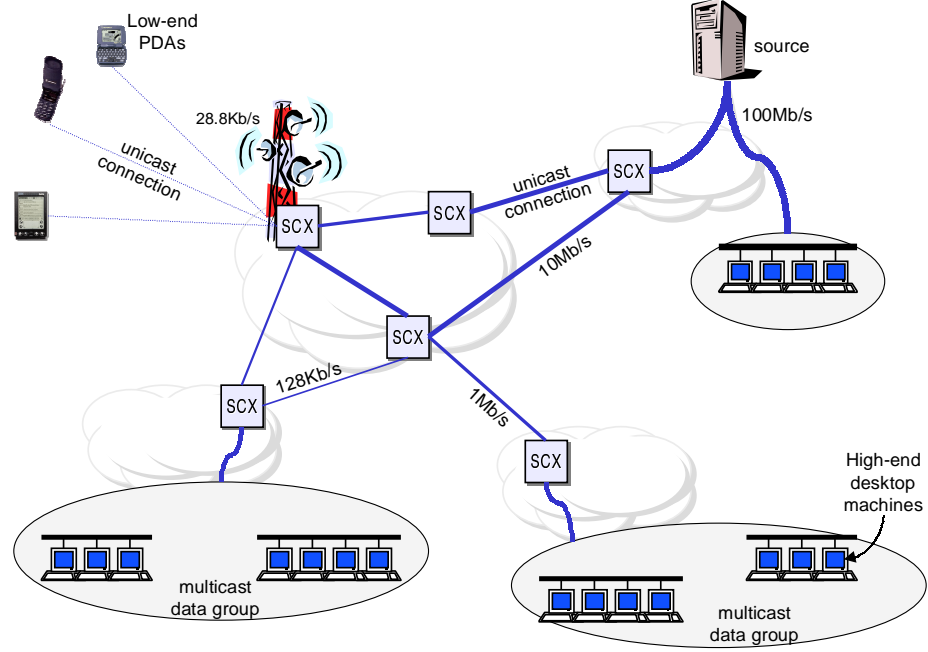 Low-end
PDAs
source
28.8Kb/s
100Mb/s
unicast
connection
unicast
connection
SCX
SCX
SCX
10Mb/s
SCX
128Kb/s
1Mb/s
SCX
SCX
High-end
desktop
machines
multicast
data group
multicast
data group